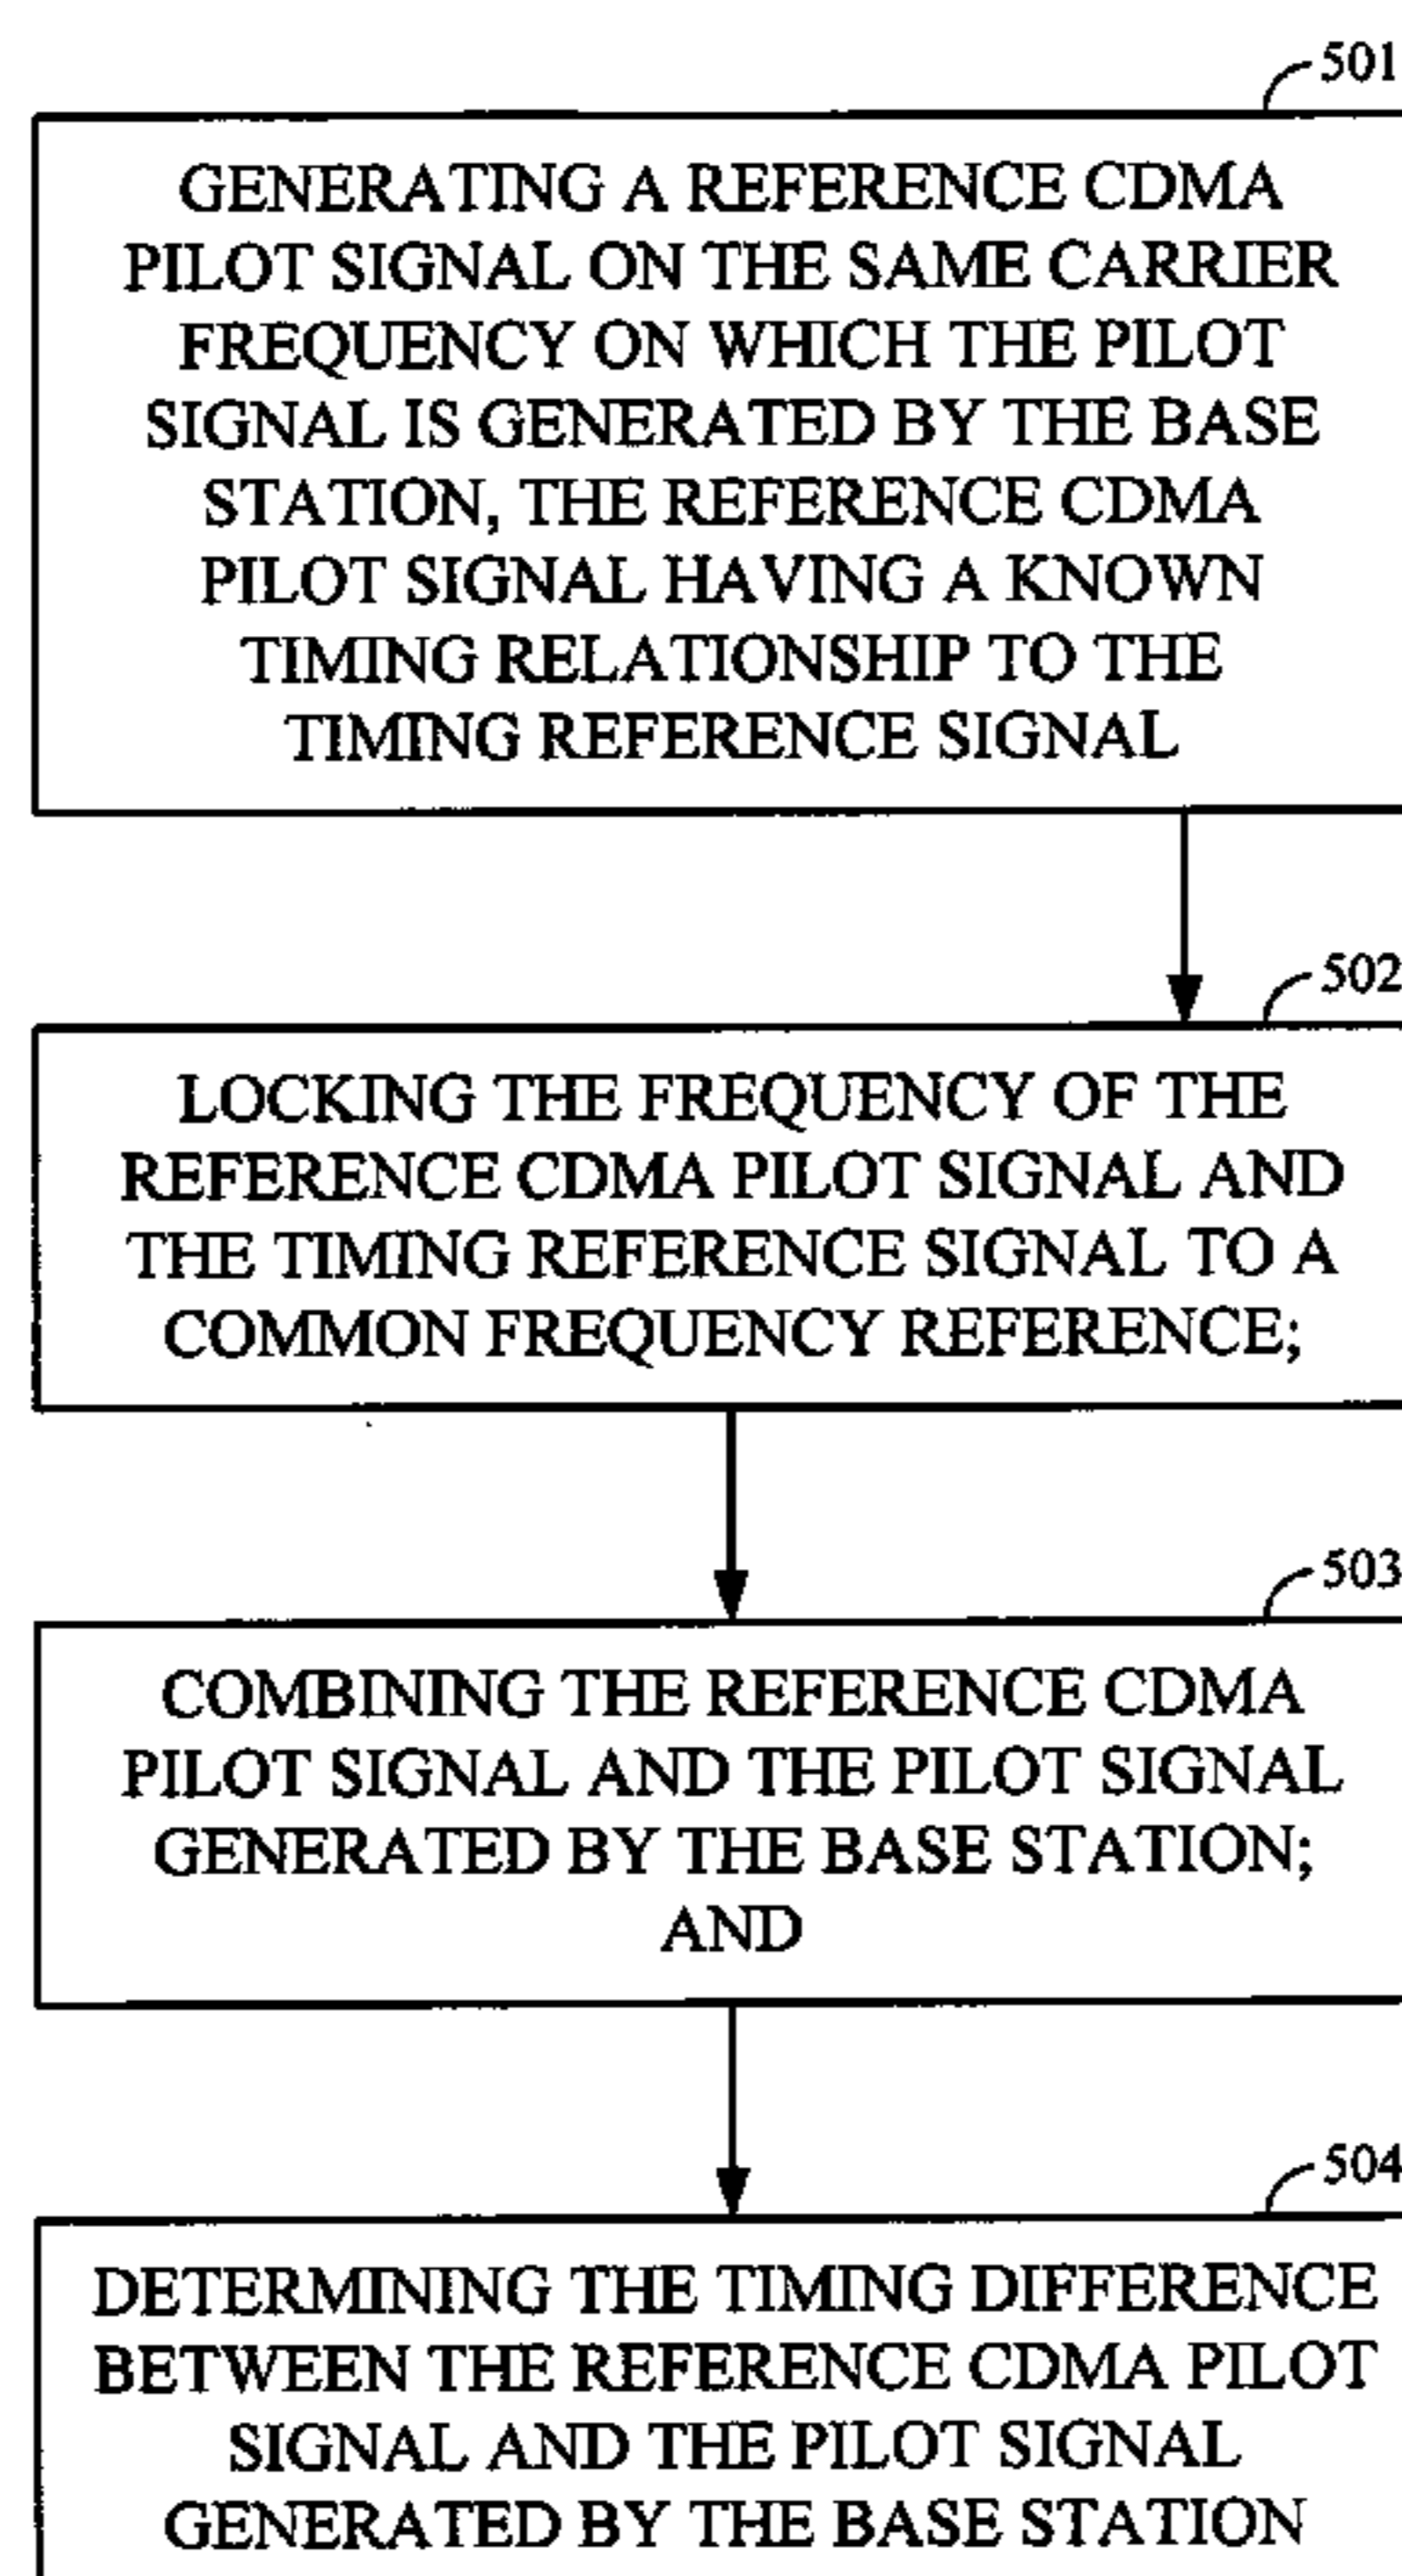 501
GENERATING A REFERENCE CDMA
PILOT SIGNAL ON THE SAME CARRIER
FREQUENCY ON WHICH THE PILOT
SIGNAL IS GENERATED BY THE BASE
STATION, THE REFERENCE CDMA
PILOT SIGNAL HAVING A KNOWN
TIMING RELATIONSHIP TO THE
TIMING REFERENCE SIGNAL
502
LOCKING THE FREQUENCY OF THE
REFERENCE CDMA PILOT SIGNAL AND
THE TIMING REFERENCE SIGNAL TO A
COMMON FREQUENCY REFERENCE;
503
COMBINING THE REFERENCE CDMA
PILOT SIGNAL AND THE PILOT SIGNAL
GENERATED BY THE BASE STATION;
AND
504
DETERMINING THE TIMING DIFFERENCE
BETWEEN THE REFERENCE CDMA PILOT
SIGNAL AND THE PILOT SIGNAL
GENERATED BY THE BASE STATION